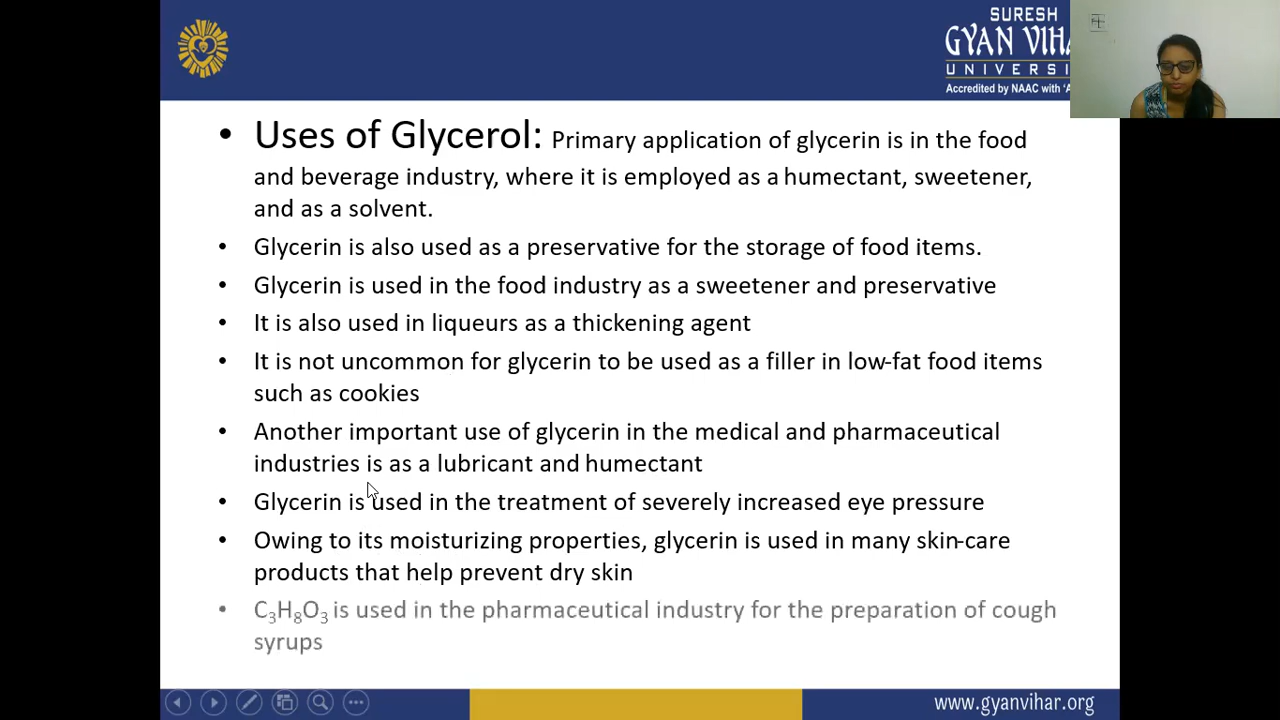 SURESH
GYAN VIHA
UNIVERSI
Accredited by NAAC with 'A
• Uses of Glycerol: Primary application of glycerin is in the food
and beverage industry, where it is employed as a humectant, sweetener,
and as a solvent.
• Glycerin is also used as a preservative for the storage of food items.
• Glycerin is used in the food industry as a sweetener and preservative
• It is also used in liqueurs as a thickening agent
• It is not uncommon for glycerin to be used as a filler in low-fat food items
such as cookies
• Another important use of glycerin in the medical and pharmaceutical
industries is as a lubricant and humectant
• Glycerin is used in the treatment of severely increased eye pressure
• Owing to its moisturizing properties, glycerin is used in many skin-care
products that help prevent dry skin
• C₃H₈O₃ is used in the pharmaceutical industry for the preparation of cough
syrups
www.gyanvihar.org